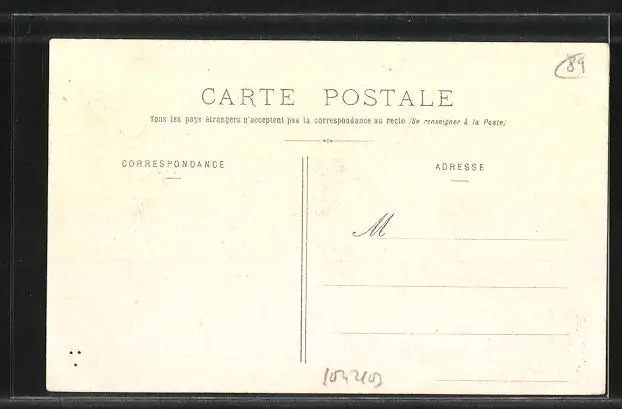 89
CARTE POSTALE
Tous les pays étrangers n'acceptent pas la correspondance au recto (Se renseigner à la Poste)
CORRESPONDANCE
ADRESSE
M